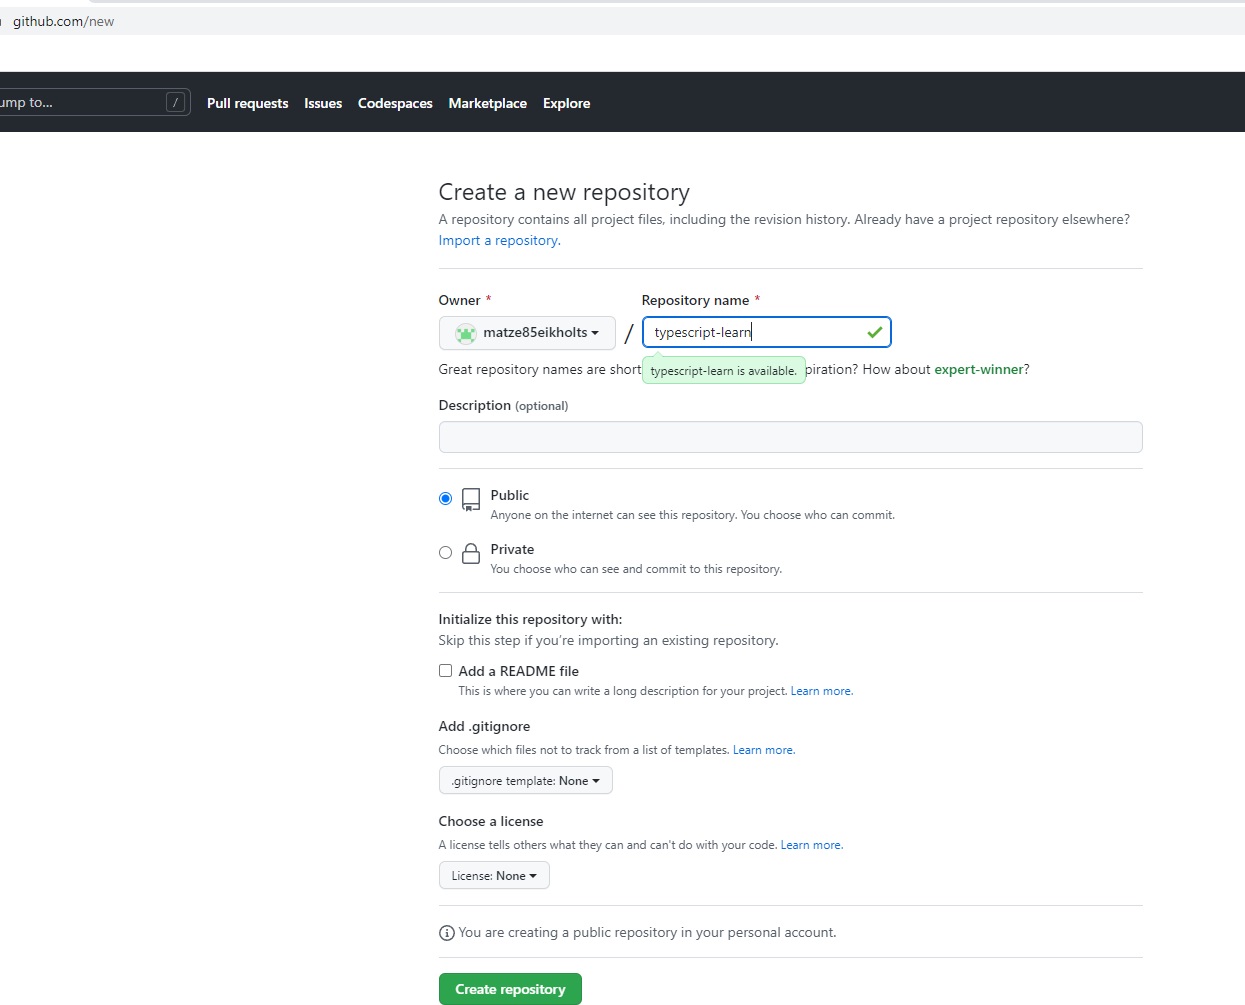 github.com/new
ump to... /
Pull requests Issues Codespaces Marketplace Explore
Create a new repository
A repository contains all project files, including the revision history. Already have a project repository elsewhere?
Import a repository.
Owner * Repository name *
matze85eikholts / typescript-learn
Great repository names are short typescript-learn is available. piration? How about expert-winner?
Description (optional)
Public
Anyone on the internet can see this repository. You choose who can commit.
Private
You choose who can see and commit to this repository.
Initialize this repository with:
Skip this step if you're importing an existing repository.
Add a README file
This is where you can write a long description for your project. Learn more.
Add .gitignore
Choose which files not to track from a list of templates. Learn more.
.gitignore template: None
Choose a license
A license tells others what they can and can't do with your code. Learn more.
License: None
You are creating a public repository in your personal account.
Create repository